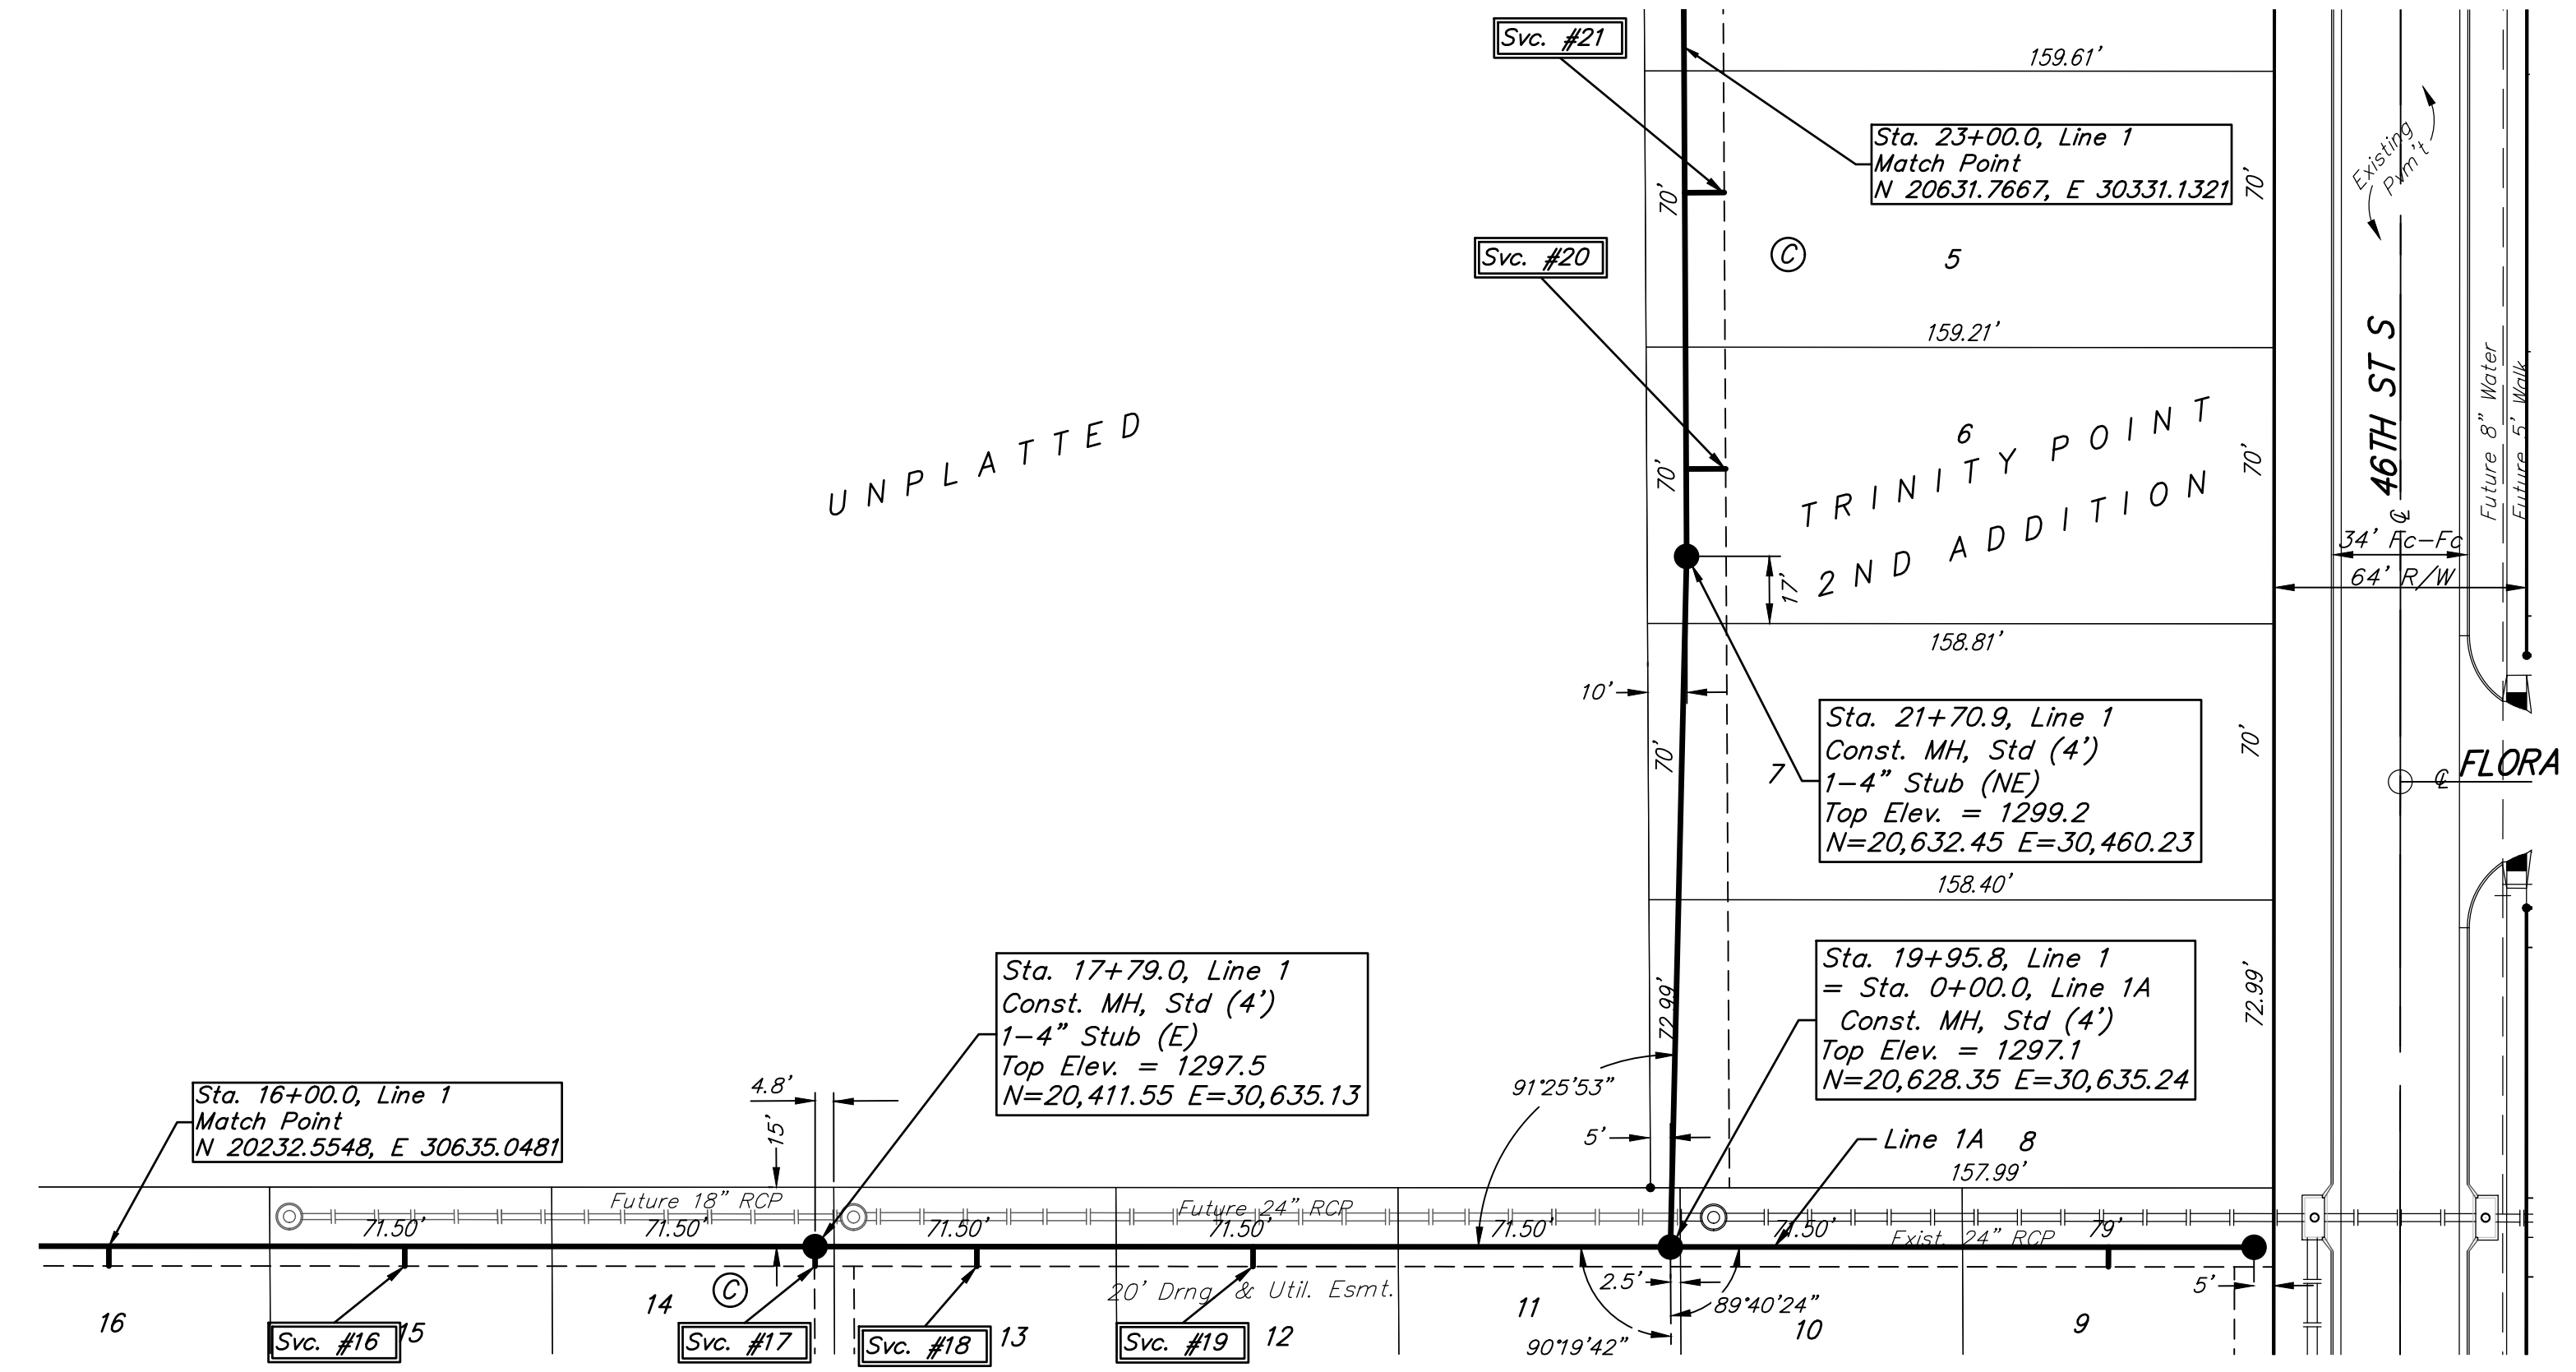 Svc. #21
159.61'
Sta. 23+00.0, Line 1
Match Point
N 20631.7667, E 30331.1321
Existing
Pvm't
70'
70'
Svc. #20
C
5
159.21'
46TH ST S
Future 8" Water
Future 5' Walk
UNPLATTED
6
TRINITY POINT
2ND ADDITION
70'
70'
℄
34' Fc-Fc
64' R/W
17'
158.81'
10'
Sta. 21+70.9, Line 1
Const. MH, Std (4')
1-4" Stub (NE)
Top Elev. = 1299.2
N=20,632.45 E=30,460.23
70'
7
70'
℄ FLORA
158.40'
Sta. 17+79.0, Line 1
Const. MH, Std (4')
1-4" Stub (E)
Top Elev. = 1297.5
N=20,411.55 E=30,635.13
Sta. 19+95.8, Line 1
= Sta. 0+00.0, Line 1A
Const. MH, Std (4')
Top Elev. = 1297.1
N=20,628.35 E=30,635.24
72.99'
72.99'
Sta. 16+00.0, Line 1
Match Point
N 20232.5548, E 30635.0481
4.8'
15'
91°25'53"
5'
Line 1A
8
157.99'
Future 18" RCP
Future 24" RCP
71.50'
71.50'
71.50'
71.50'
71.50'
71.50'
79'
Exist. 24" RCP
20' Drng. & Util. Esmt.
2.5'
5'
89°40'24"
90°19'42"
C
16
15
14
13
12
11
10
9
Svc. #16
Svc. #17
Svc. #18
Svc. #19